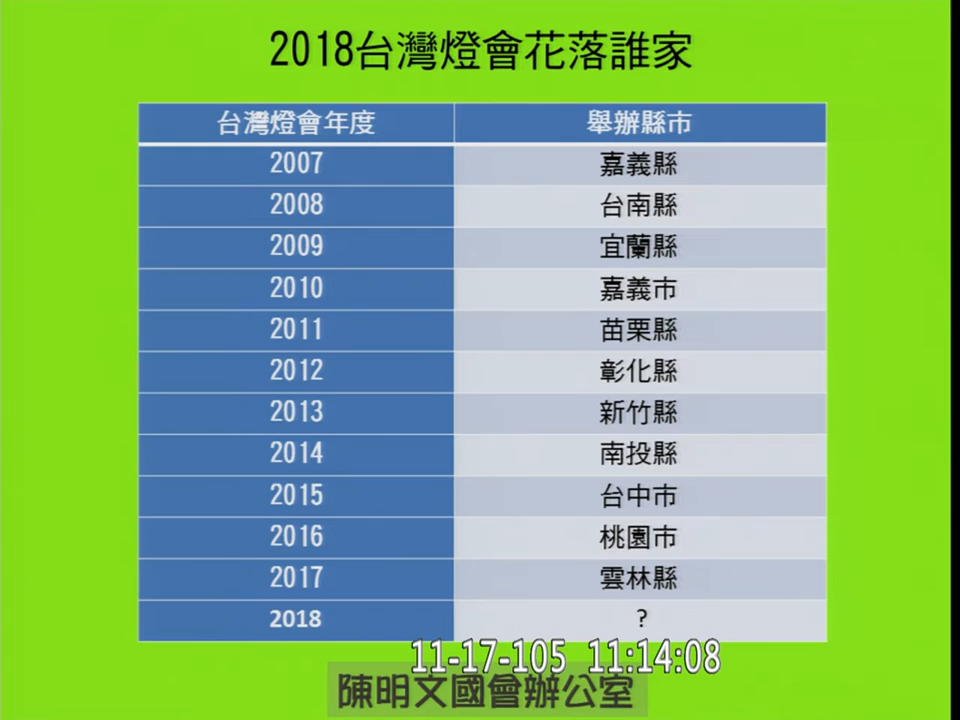 2018台灣燈會花落誰家
台灣燈會年度 舉辦縣市
2007 嘉義縣
2008 台南縣
2009 宜蘭縣
2010 嘉義市
2011 苗栗縣
2012 彰化縣
2013 新竹縣
2014 南投縣
2015 台中市
2016 桃園市
2017 雲林縣
2018 ?
11-17-105 11:14:08
陳明文國會辦公室